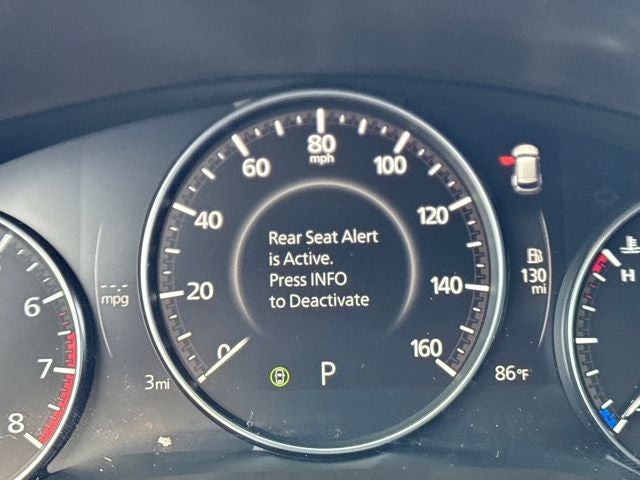 80
mph
60
100
40
120
Rear Seat Alert
is Active.
Press INFO
to Deactivate
20
140
0
160
P
6
7
8
-.-
mpg
3mi
130
mi
86°F
H